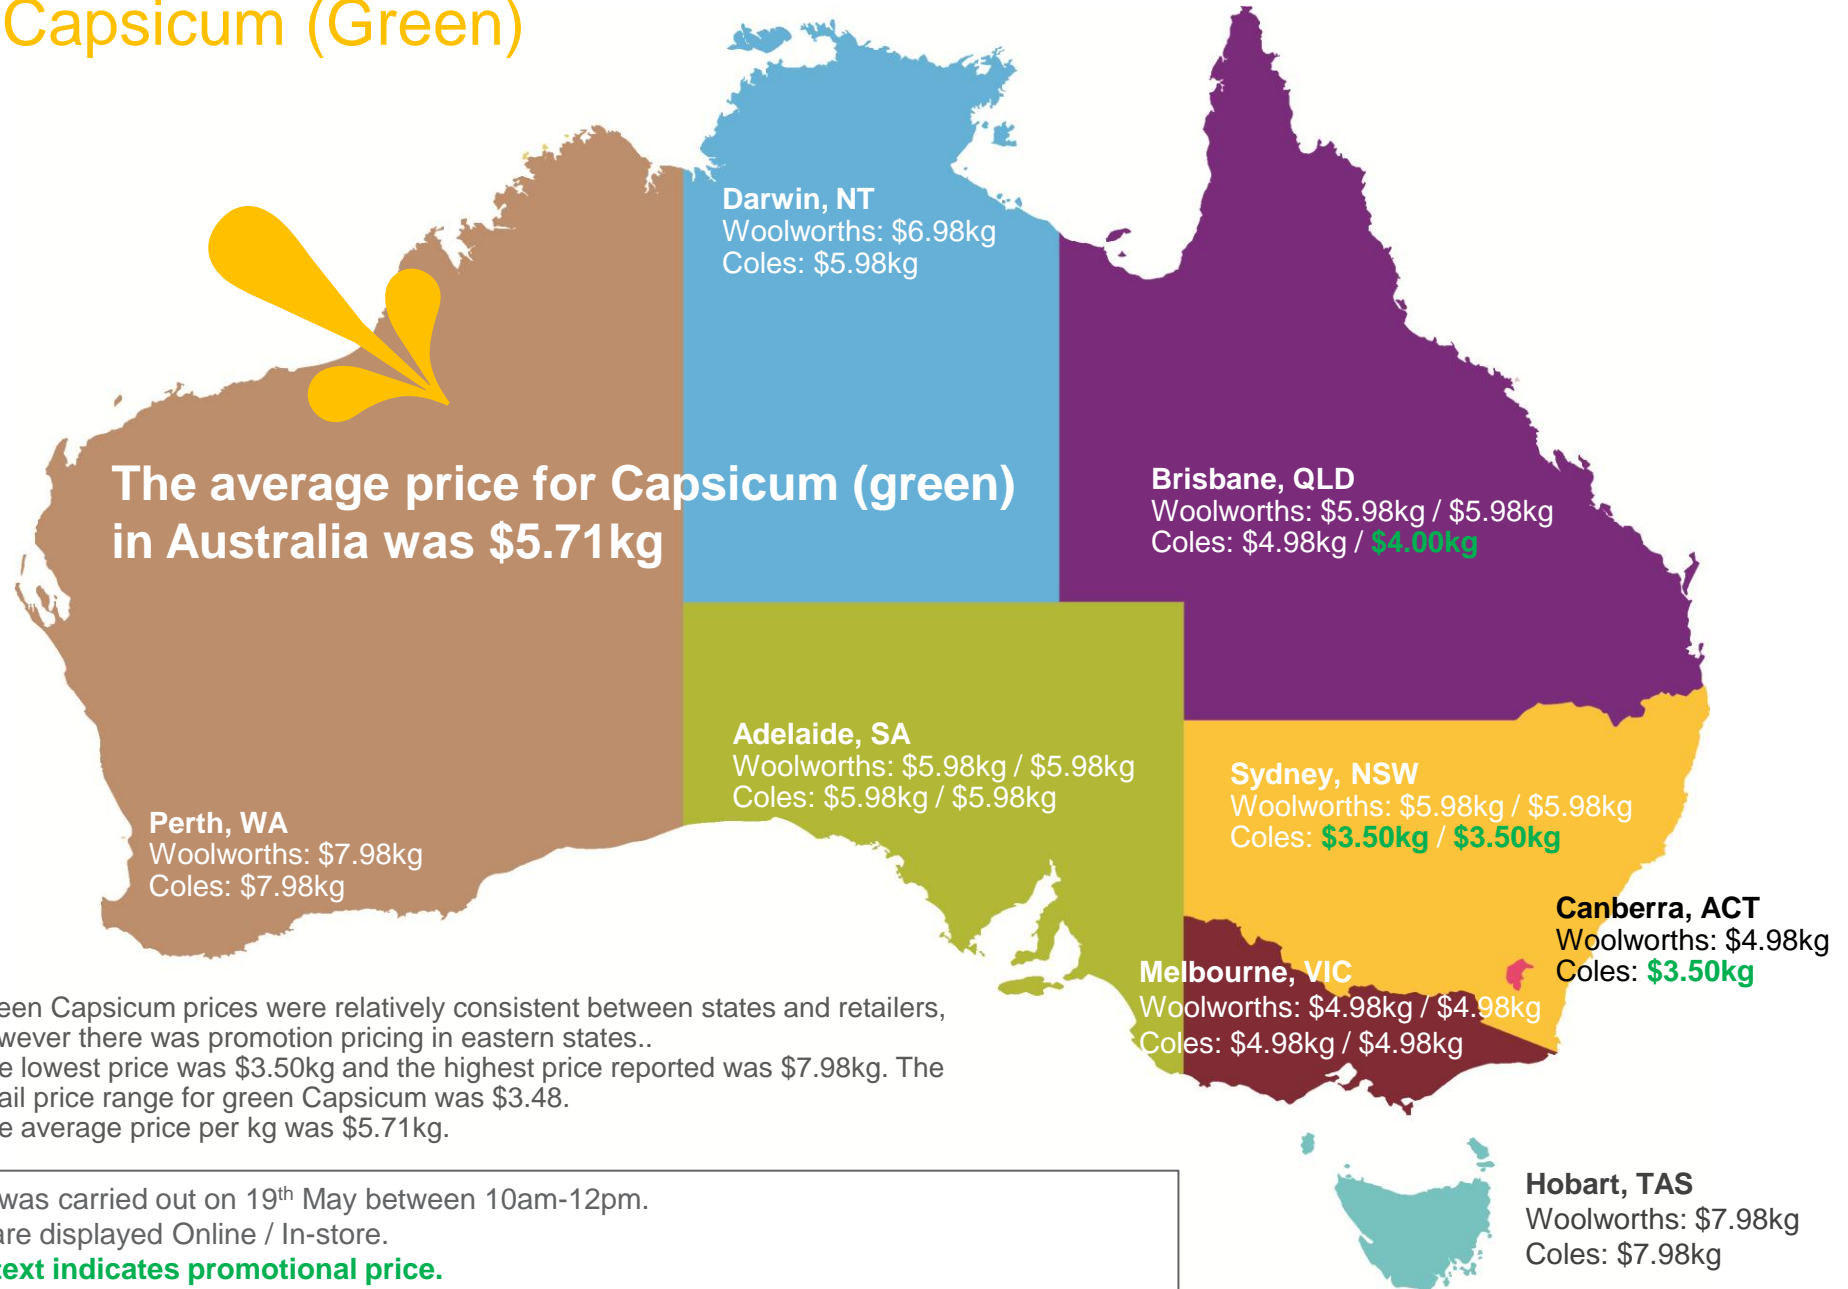 Capsicum (Green)
Darwin, NT
Woolworths: $6.98kg
Coles: $5.98kg
The average price for Capsicum (green)
in Australia was $5.71kg
Brisbane, QLD
Woolworths: $5.98kg / $5.98kg
Coles: $4.98kg / $4.00kg
Adelaide, SA
Woolworths: $5.98kg / $5.98kg
Coles: $5.98kg / $5.98kg
Sydney, NSW
Woolworths: $5.98kg / $5.98kg
Coles: $3.50kg / $3.50kg
Perth, WA
Woolworths: $7.98kg
Coles: $7.98kg
Canberra, ACT
Woolworths: $4.98kg
Coles: $3.50kg
Melbourne, VIC
Woolworths: $4.98kg / $4.98kg
Coles: $4.98kg / $4.98kg
een Capsicum prices were relatively consistent between states and retailers,
wever there was promotion pricing in eastern states..
e lowest price was $3.50kg and the highest price reported was $7.98kg. The
ail price range for green Capsicum was $3.48.
e average price per kg was $5.71kg.
was carried out on 19th May between 10am-12pm.
are displayed Online / In-store.
text indicates promotional price.
Hobart, TAS
Woolworths: $7.98kg
Coles: $7.98kg